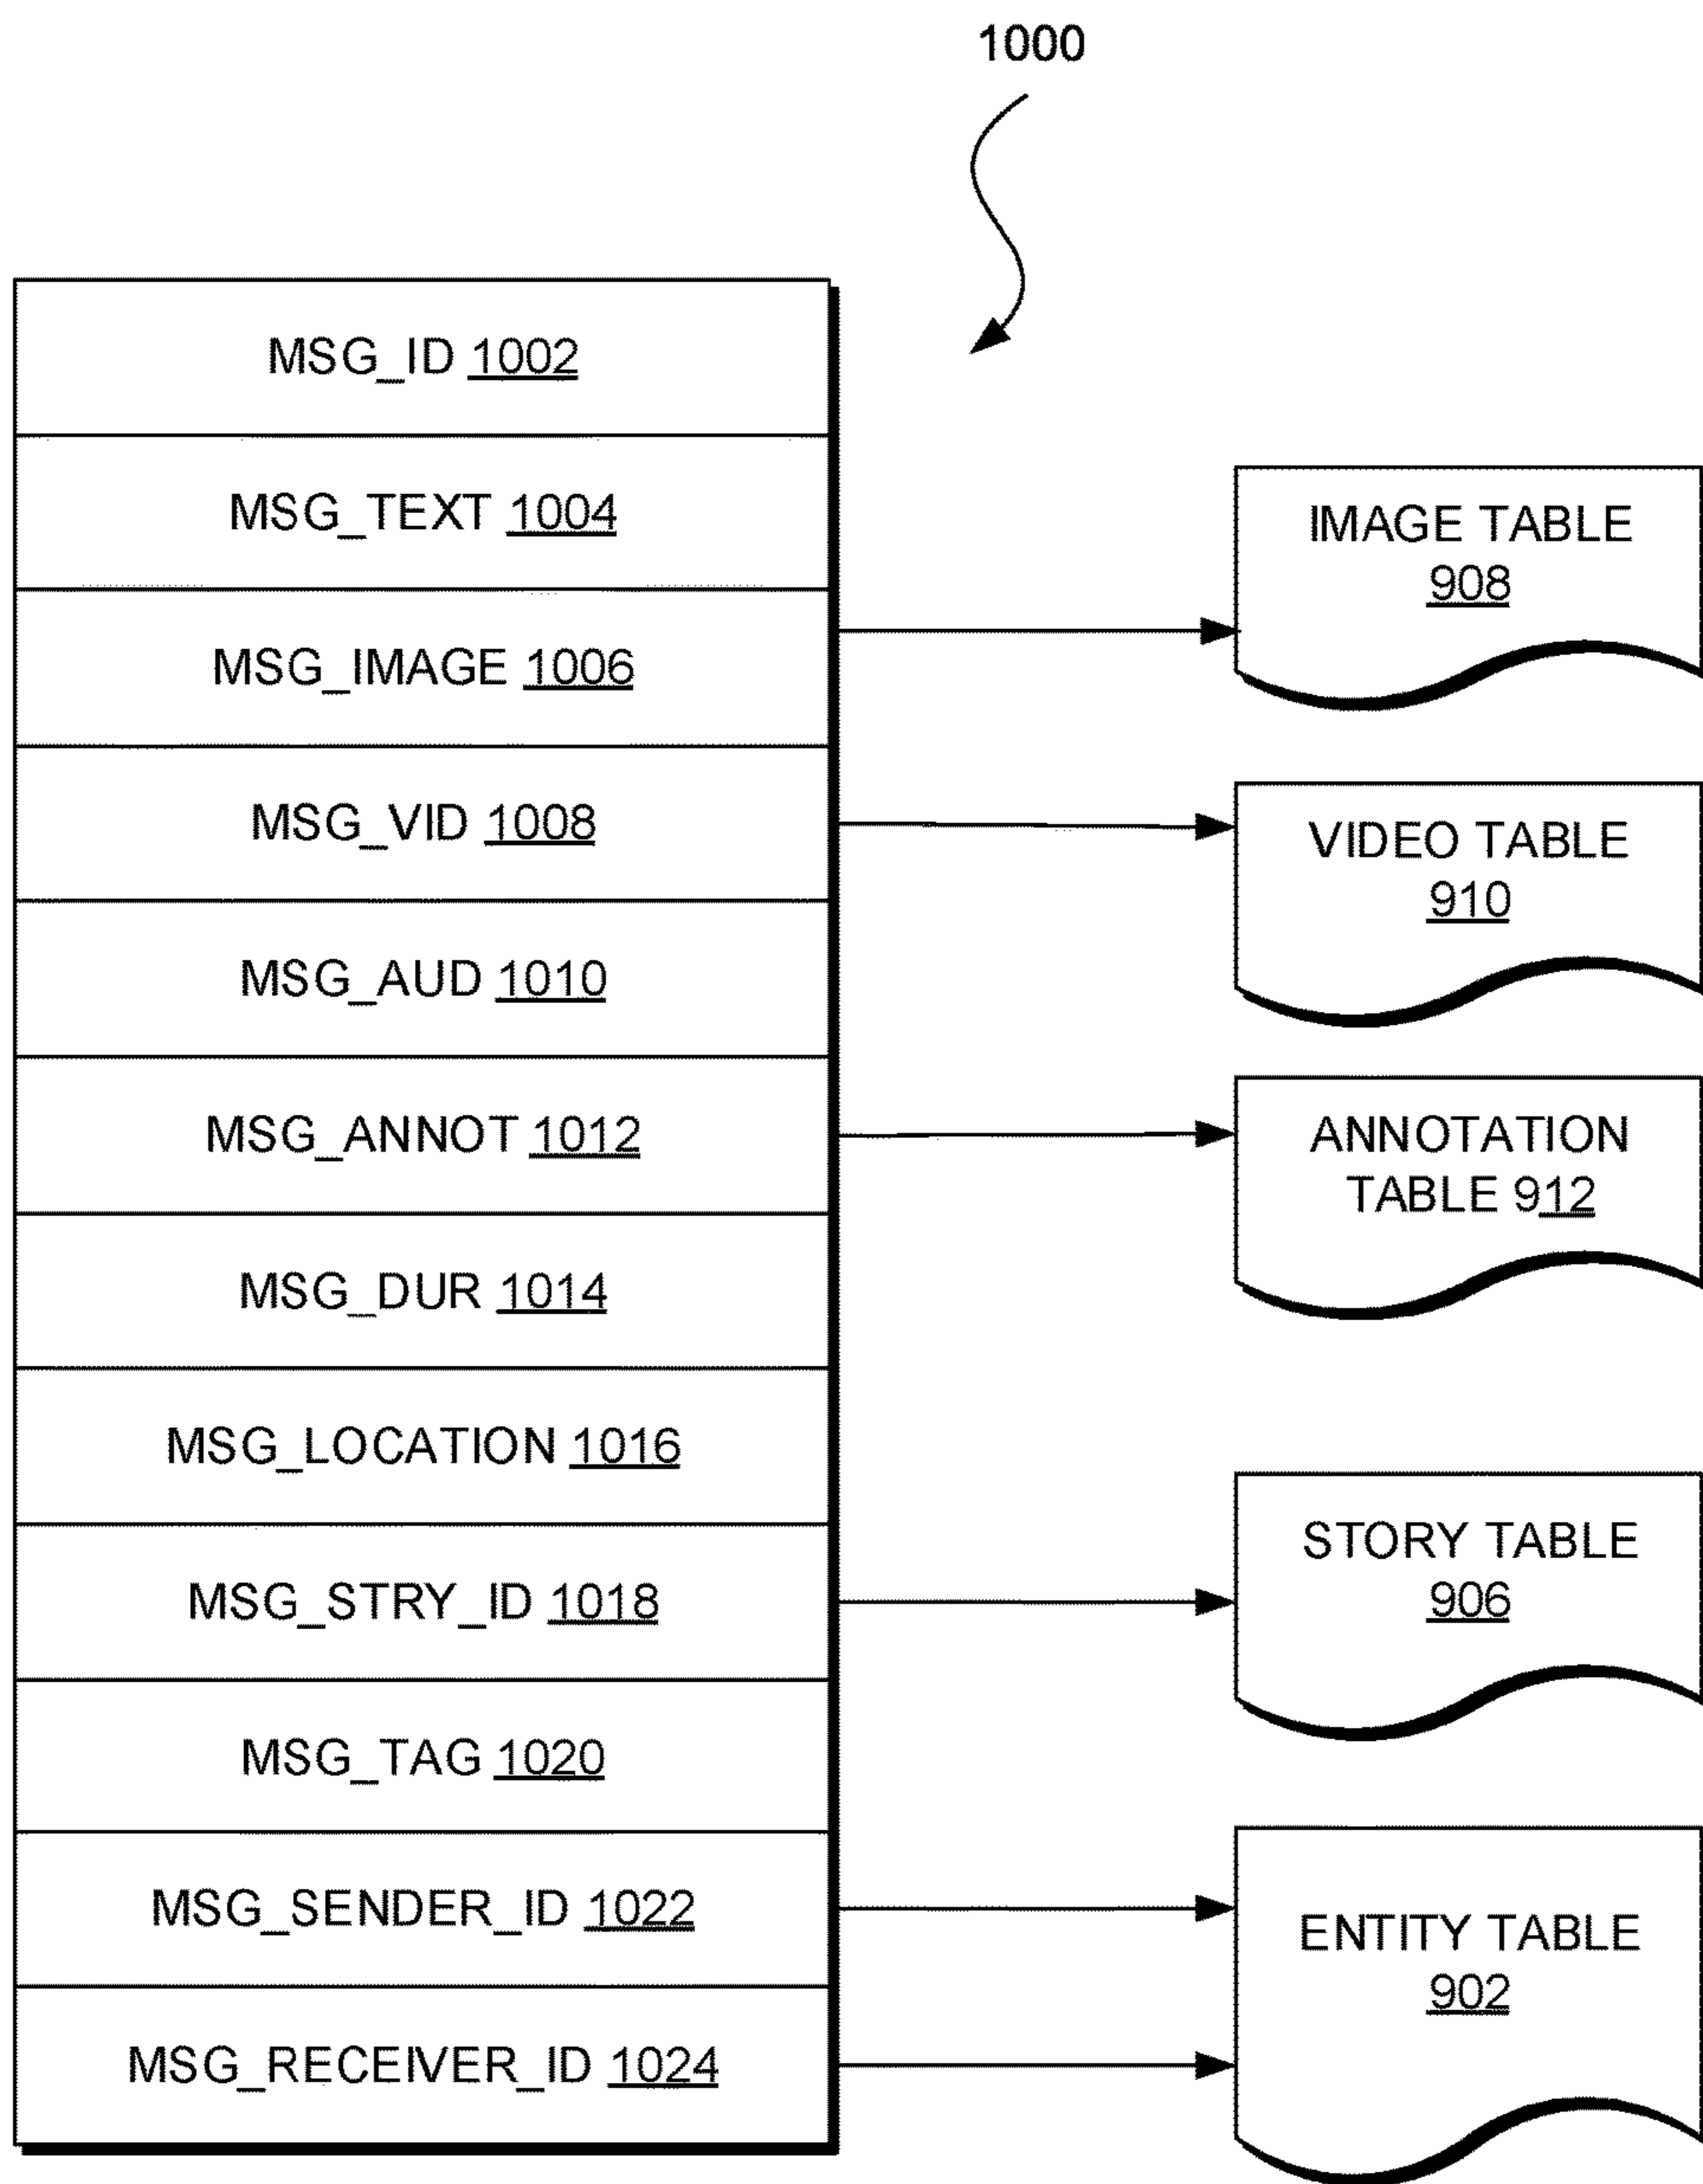 1000
MSG_ID 1002
MSG_TEXT 1004
MSG_IMAGE 1006
MSG_VID 1008
MSG_AUD 1010
MSG_ANNOT 1012
MSG_DUR 1014
MSG_LOCATION 1016
MSG_STRY_ID 1018
MSG_TAG 1020
MSG_SENDER_ID 1022
MSG_RECEIVER_ID 1024
IMAGE TABLE
908
VIDEO TABLE
910
ANNOTATION
TABLE 912
STORY TABLE
906
ENTITY TABLE
902